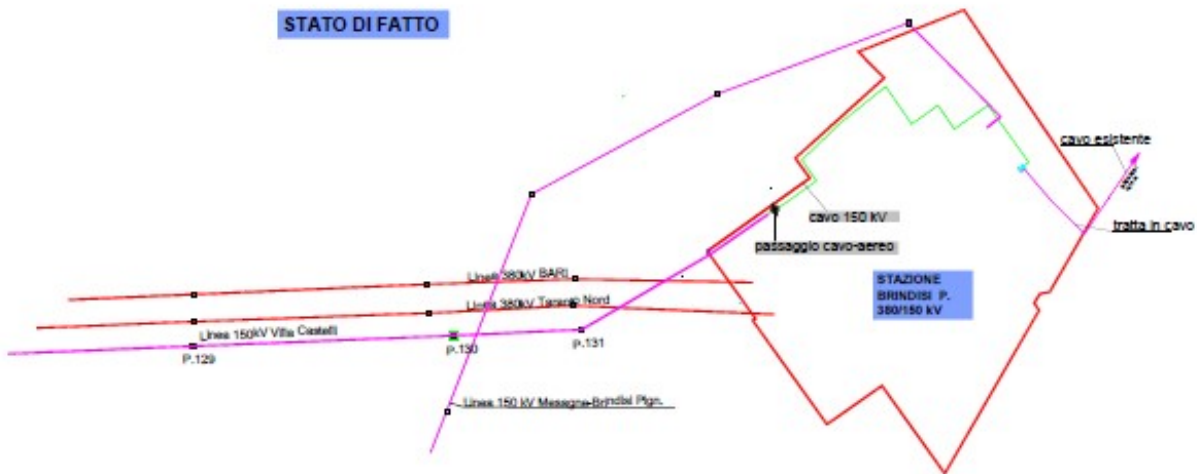 STATO DI FATTO
cavo esistente
cavo 150 kV
tratta in cavo
passaggio cavo-aereo
Linea 380kV BARI
STAZIONE
BRINDISI P.
380/150 kV
Linea 380kV Taranto Nord
Linea 150kV Villa Castelli
P.129
P.130
P.131
Linea 150 kV Mesagne-Brindisi Pign.